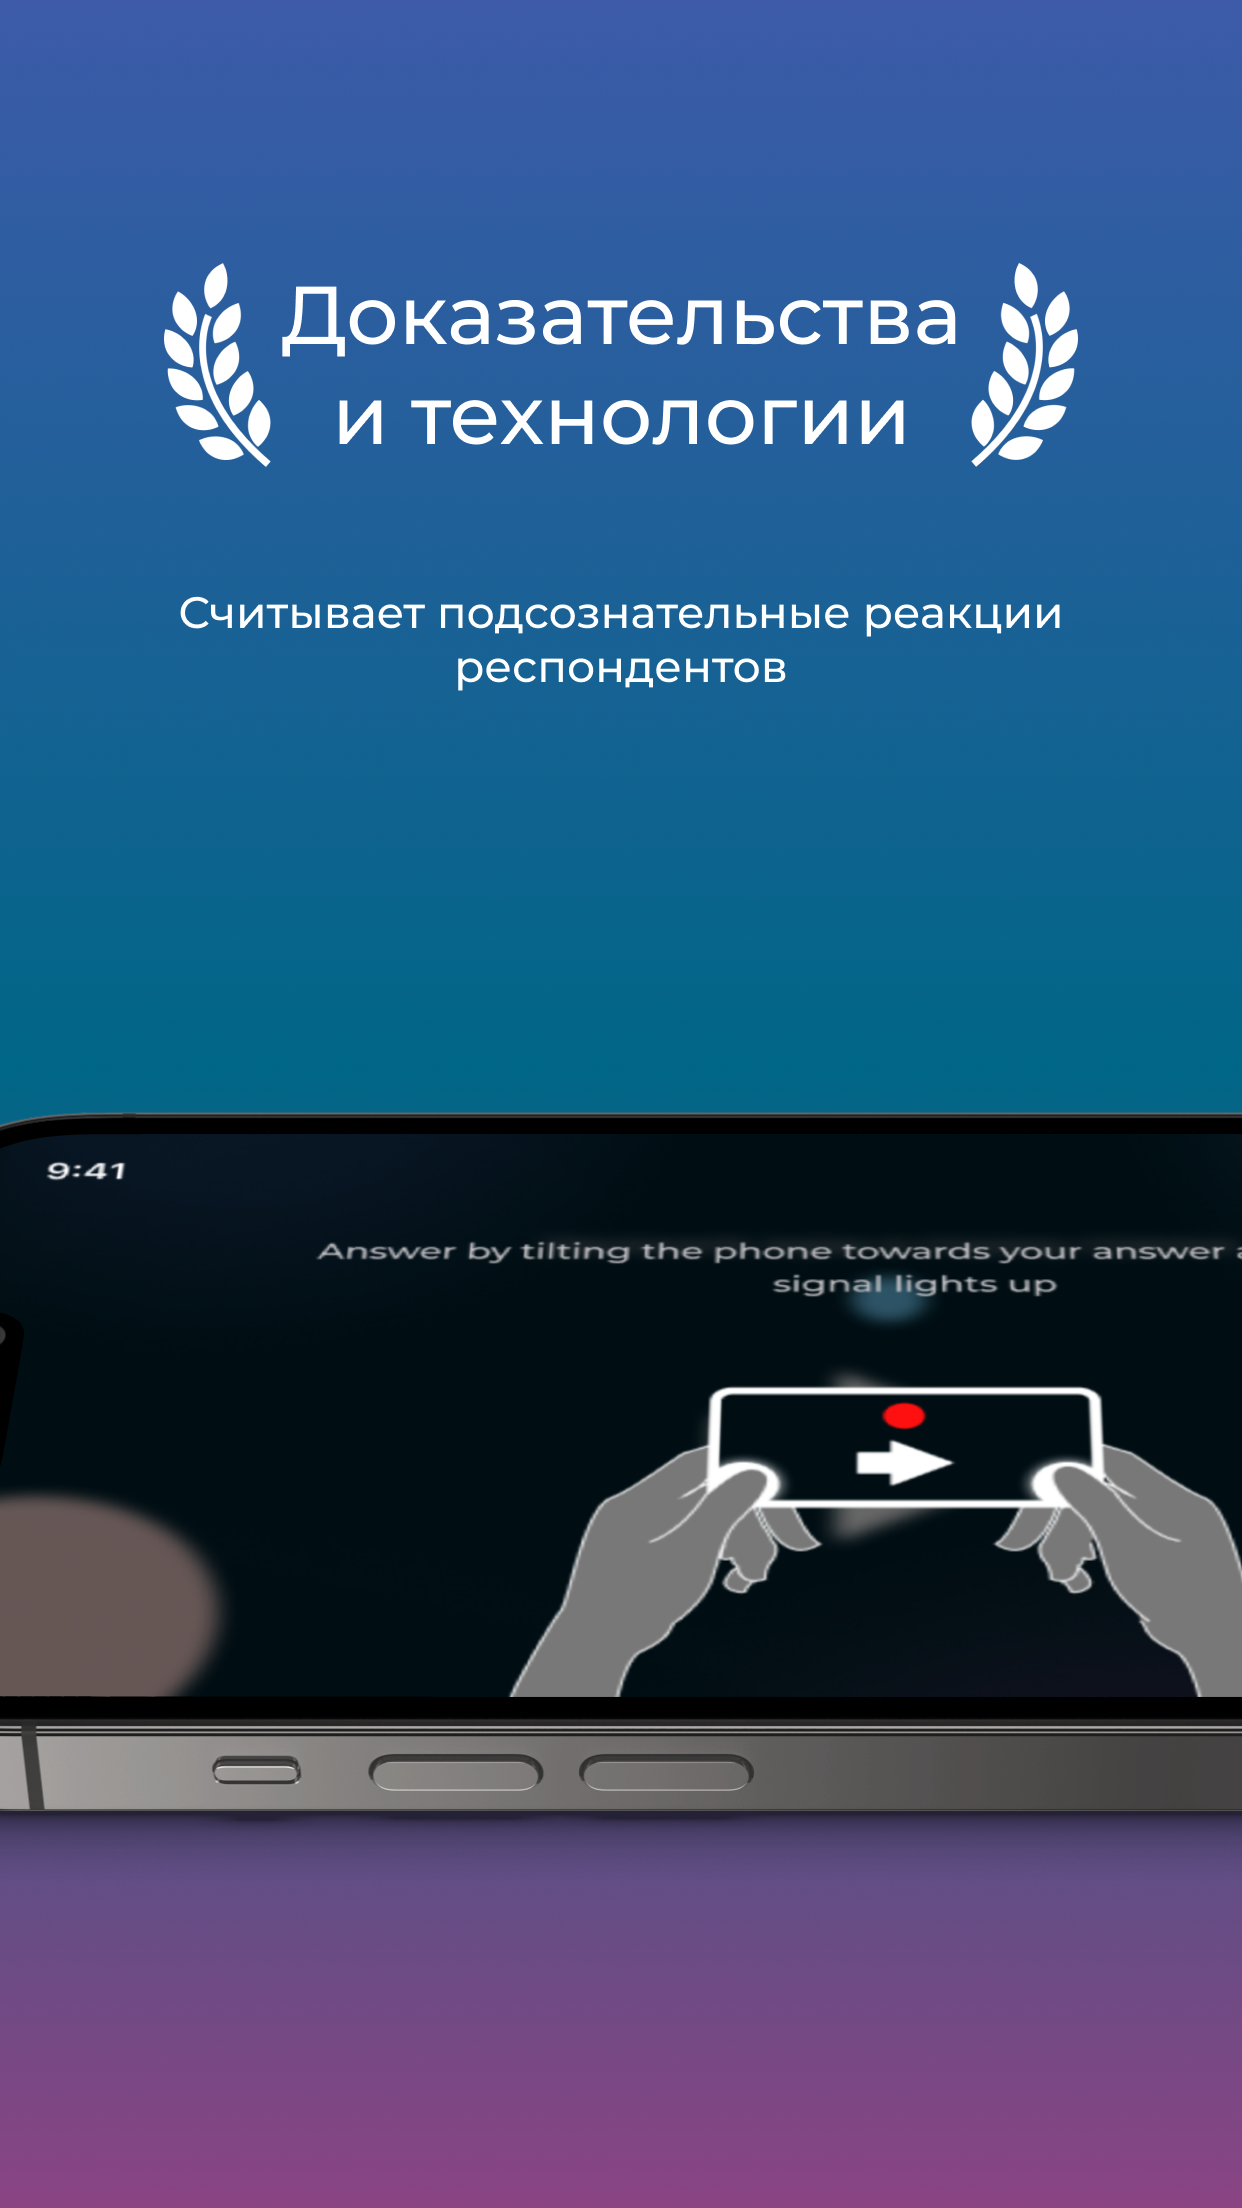 Доказательства
и технологии
Считывает подсознательные реакции
респондентов
9:41
Answer by tilting the phone towards your answer
signal lights up